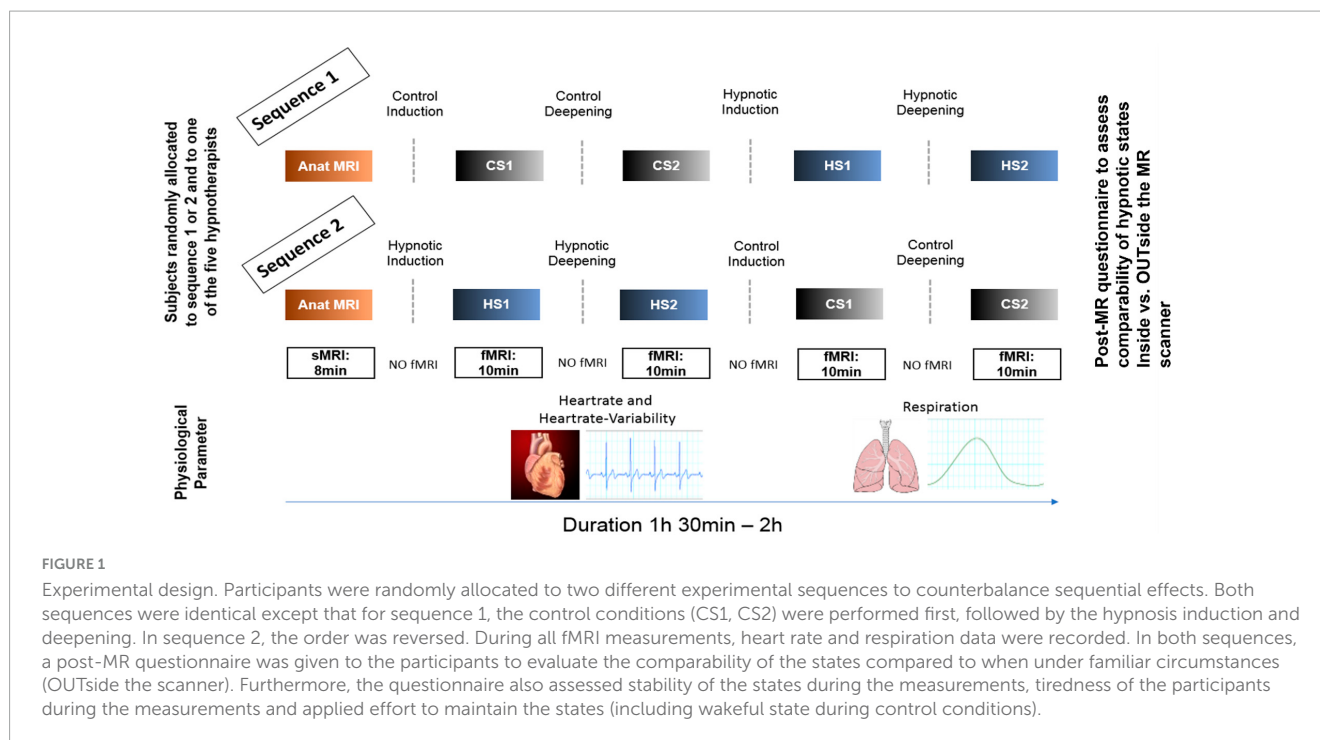 Subjects randomly allocated
to sequence 1 or 2 and to one
of the five hypnotherapists
Sequence 1
Control
Induction
Control
Deepening
Hypnotic
Induction
Hypnotic
Deepening
Anat MRI
CS1
CS2
HS1
HS2
Sequence 2
Hypnotic
Induction
Hypnotic
Deepening
Control
Induction
Control
Deepening
Anat MRI
HS1
HS2
CS1
CS2
sMRI:
8min
NO fMRI
fMRI:
10min
NO fMRI
fMRI:
10min
NO fMRI
fMRI:
10min
NO fMRI
fMRI:
10min
Post-MR questionnaire to assess
comparability of hypnotic states
Inside vs. OUTside the MR
scanner
Physiological
Parameter
Heartrate and
Heartrate-Variability
Respiration
Duration 1h 30min – 2h
FIGURE 1
Experimental design. Participants were randomly allocated to two different experimental sequences to counterbalance sequential effects. Both
sequences were identical except that for sequence 1, the control conditions (CS1, CS2) were performed first, followed by the hypnosis induction and
deepening. In sequence 2, the order was reversed. During all fMRI measurements, heart rate and respiration data were recorded. In both sequences,
a post-MR questionnaire was given to the participants to evaluate the comparability of the states compared to when under familiar circumstances
(OUTside the scanner). Furthermore, the questionnaire also assessed stability of the states during the measurements, tiredness of the participants
during the measurements and applied effort to maintain the states (including wakeful state during control conditions).